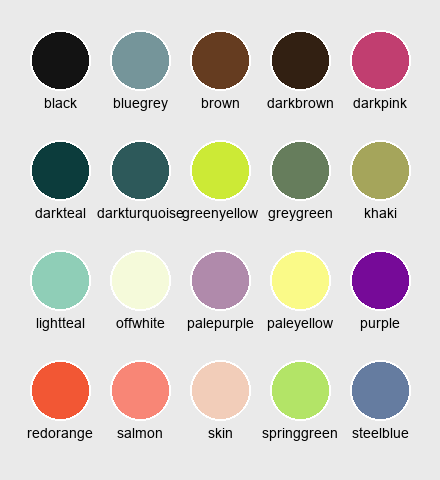 black bluegrey brown darkbrown darkpink
darkteal darkturquoise greenyellow greygreen khaki
lightteal offwhite palepurple paleyellow purple
redorange salmon skin springgreen steelblue